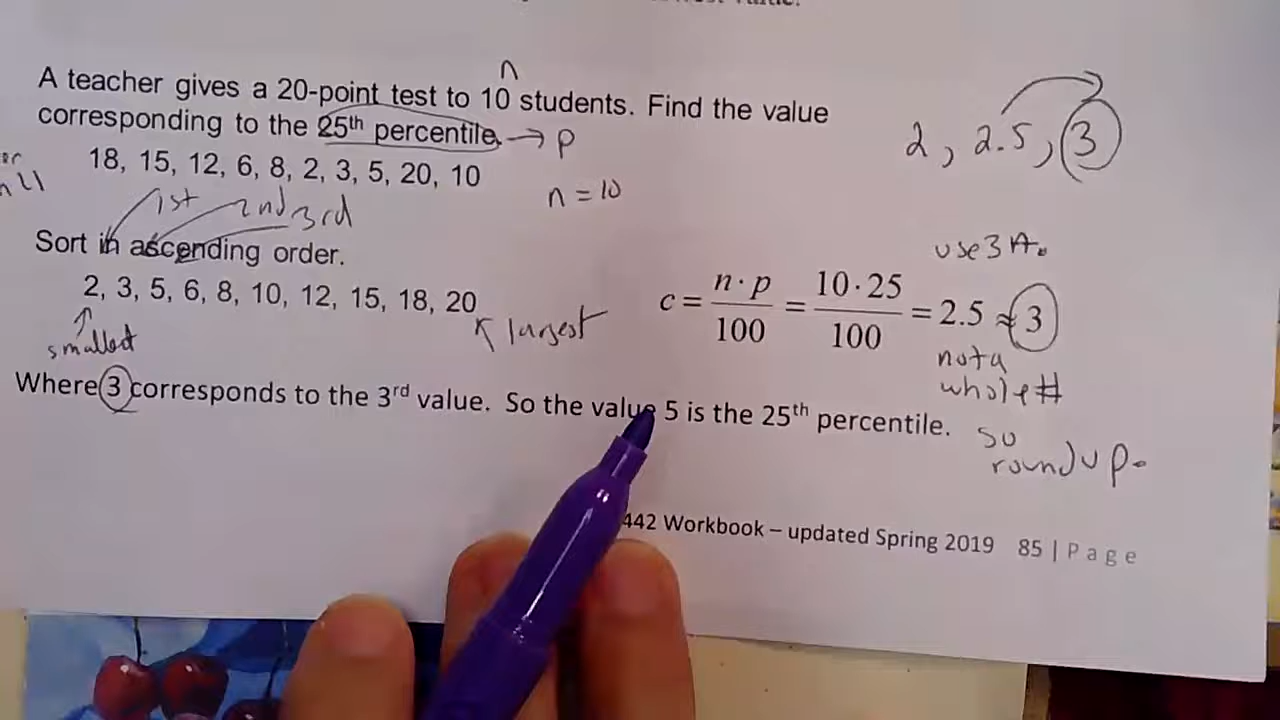 n
A teacher gives a 20-point test to 10 students. Find the value
corresponding to the 25th percentile. → p
18, 15, 12, 6, 8, 2, 3, 5, 20, 10
n = 10
1st 2nd 3rd
Sort in ascending order.
2, 3, 5, 6, 8, 10, 12, 15, 18, 20
smallest
largest
2, 2.5, 3
use 3 A.
c = n · p / 100 = 10 · 25 / 100 = 2.5 ≈ 3
not a
whole #
so
round up.
Where 3 corresponds to the 3rd value. So the value 5 is the 25th percentile.
442 Workbook – updated Spring 2019 85 | P a g e